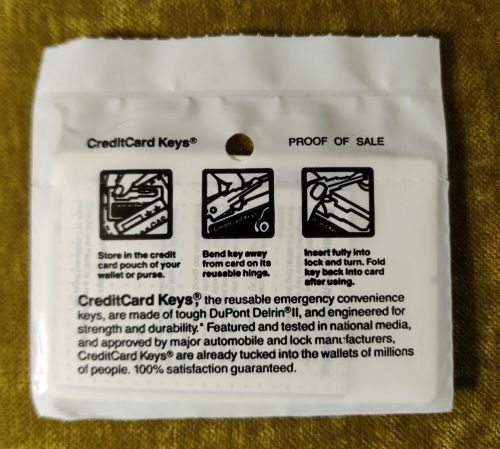 CreditCard Keys® PROOF OF SALE
Store in the credit
card pouch of your
wallet or purse.
Bend key away
from card on its
reusable hinge.
Insert fully into
lock and turn. Fold
key back into card
after using.
CreditCard Keys®, the reusable emergency convenience
keys, are made of tough DuPont Delrin®II, and engineered for
strength and durability.* Featured and tested in national media,
and approved by major automobile and lock manufacturers,
CreditCard Keys® are already tucked into the wallets of millions
of people. 100% satisfaction guaranteed.